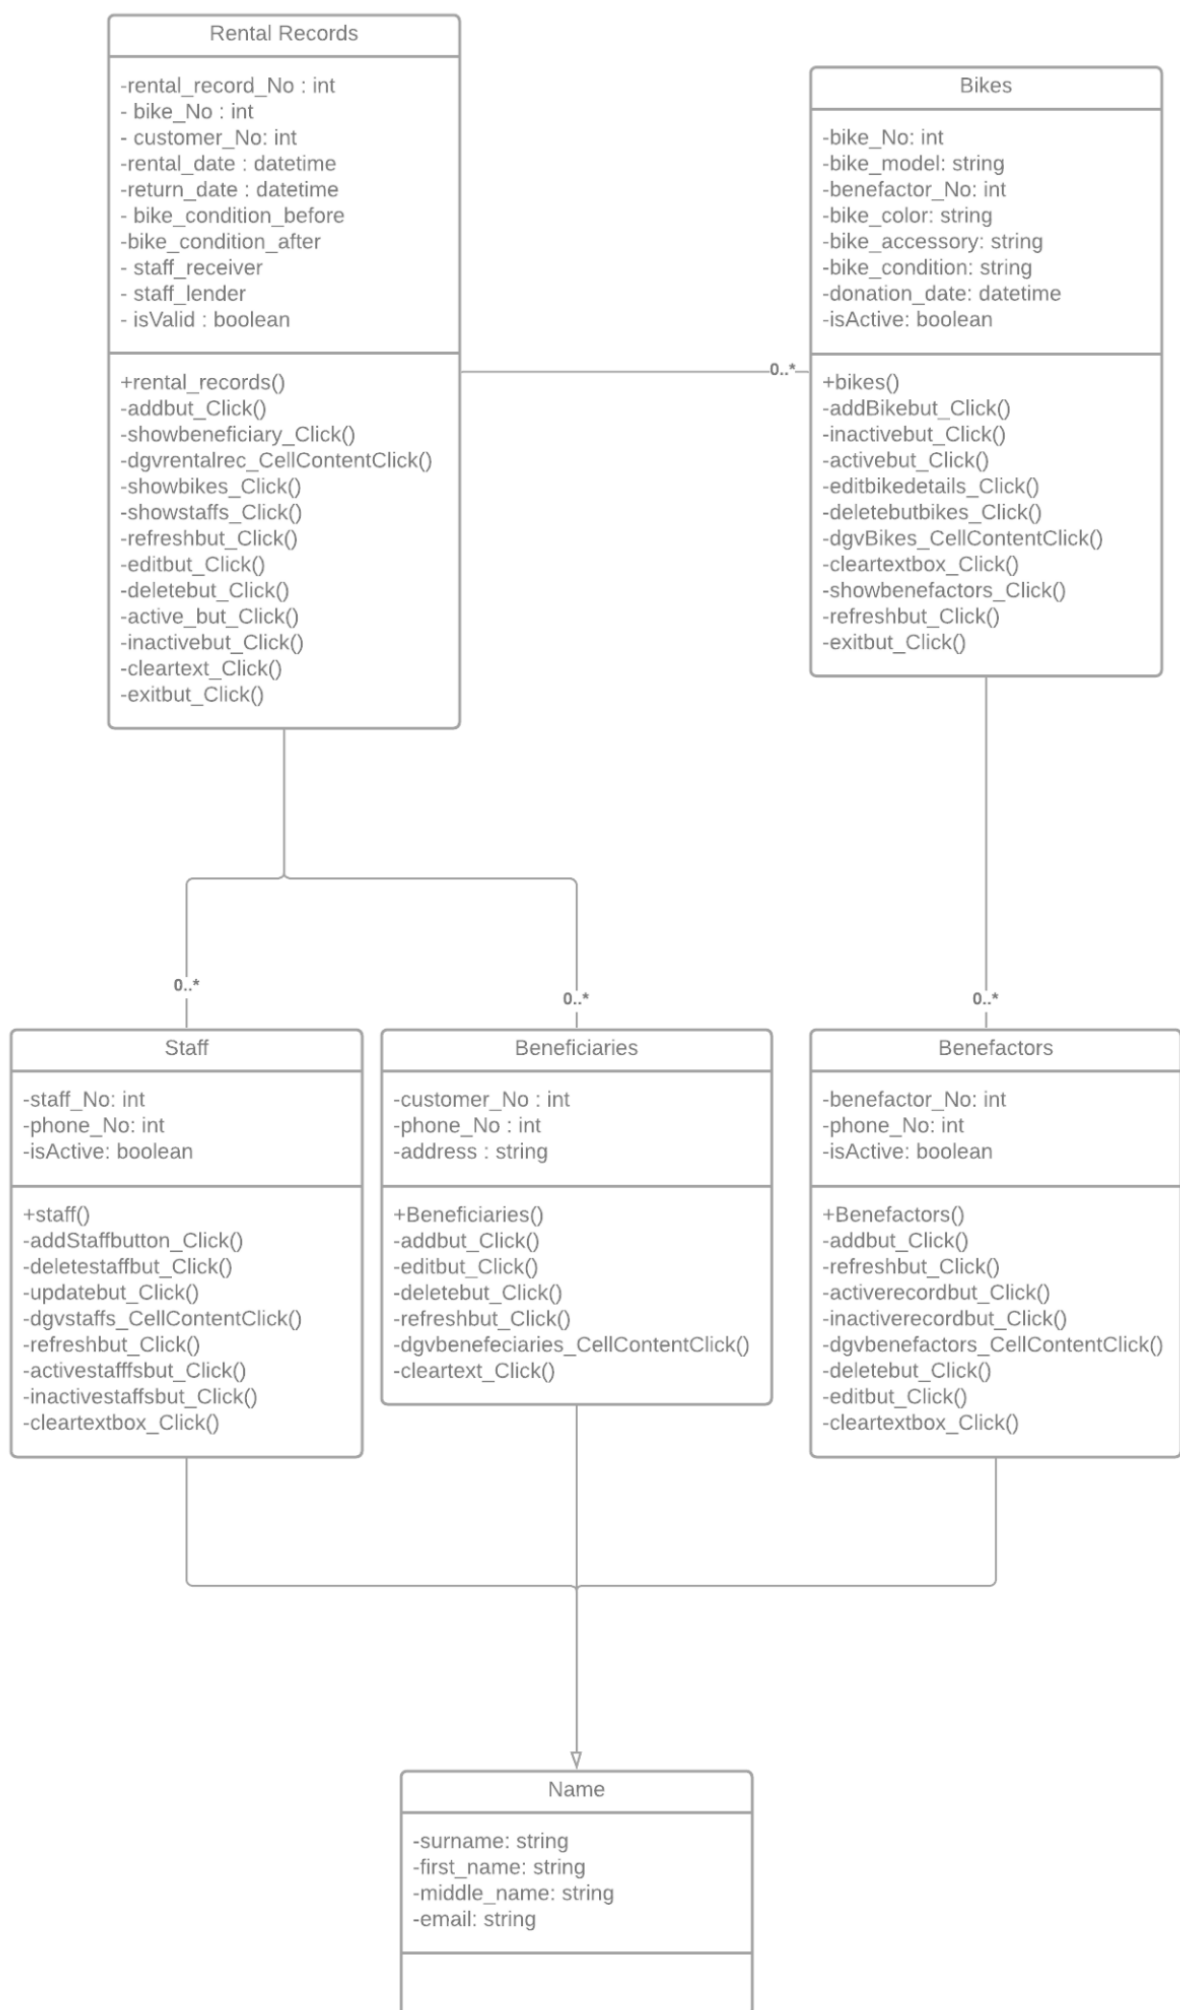 Rental Records
-rental_record_No : int
- bike_No : int
- customer_No: int
-rental_date : datetime
-return_date : datetime
- bike_condition_before
-bike_condition_after
- staff_receiver
- staff_lender
- isValid : boolean
+rental_records()
-addbut_Click()
-showbeneficiary_Click()
-dgvrentalrec_CellContentClick()
-showbikes_Click()
-showstaffs_Click()
-refreshbut_Click()
-editbut_Click()
-deletebut_Click()
-active_but_Click()
-inactivebut_Click()
-cleartext_Click()
-exitbut_Click()
0..*
Bikes
-bike_No: int
-bike_model: string
-benefactor_No: int
-bike_color: string
-bike_accessory: string
-bike_condition: string
-donation_date: datetime
-isActive: boolean
+bikes()
-addBikebut_Click()
-inactivebut_Click()
-activebut_Click()
-editbikedetails_Click()
-deletebutbikes_Click()
-dgvBikes_CellContentClick()
-cleartextbox_Click()
-showbenefactors_Click()
-refreshbut_Click()
-exitbut_Click()
0..*
0..*
0..*
Staff
-staff_No: int
-phone_No: int
-isActive: boolean
+staff()
-addStaffbutton_Click()
-deletestaffbut_Click()
-updatebut_Click()
-dgvstaffs_CellContentClick()
-refreshbut_Click()
-activestafffsbut_Click()
-inactivestaffsbut_Click()
-cleartextbox_Click()
Beneficiaries
-customer_No : int
-phone_No : int
-address : string
+Beneficiaries()
-addbut_Click()
-editbut_Click()
-deletebut_Click()
-refreshbut_Click()
-dgvbenefeciaries_CellContentClick()
-cleartext_Click()
Benefactors
-benefactor_No: int
-phone_No: int
-isActive: boolean
+Benefactors()
-addbut_Click()
-refreshbut_Click()
-activerecordbut_Click()
-inactiverecordbut_Click()
-dgvbenefactors_CellContentClick()
-deletebut_Click()
-editbut_Click()
-cleartextbox_Click()
Name
-surname: string
-first_name: string
-middle_name: string
-email: string